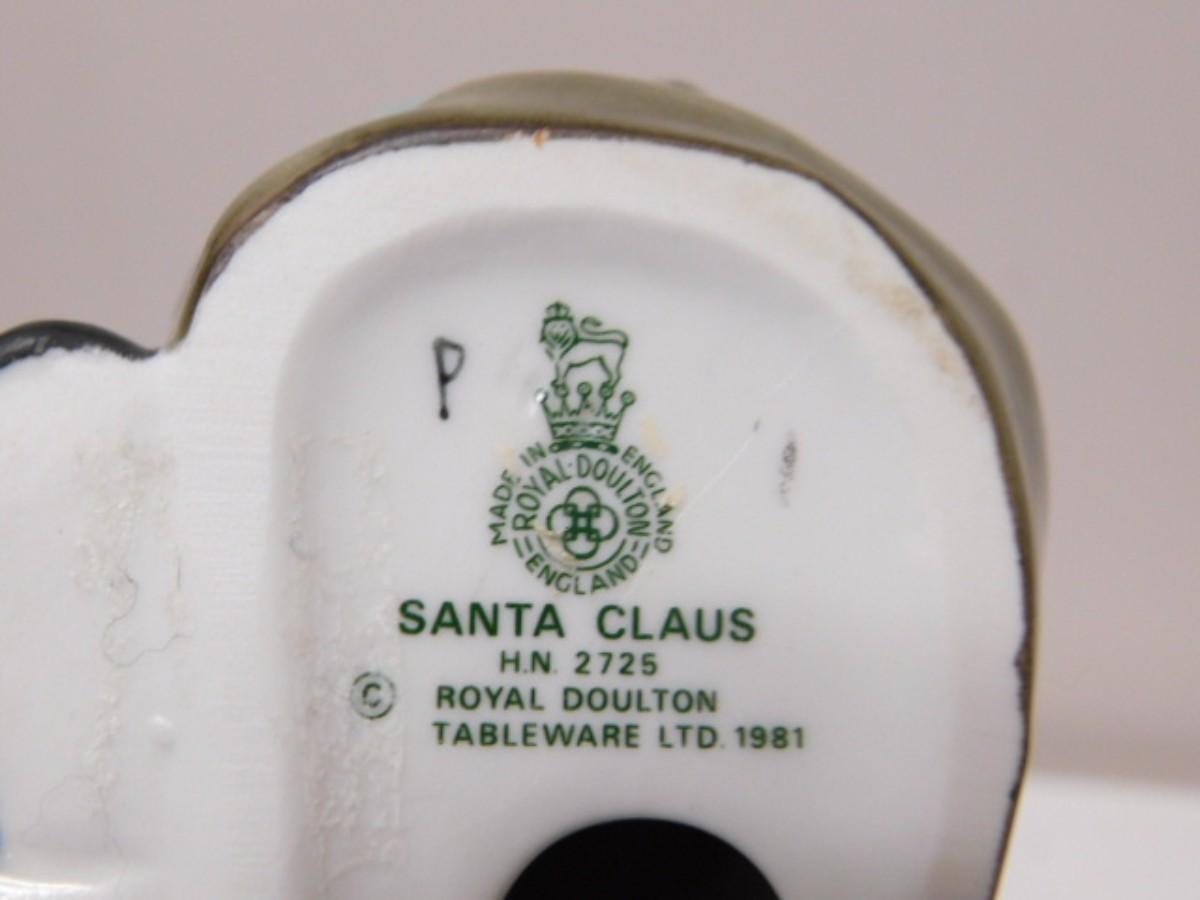 P
MADE IN ENGLAND
ROYAL·DOULTON
ENGLAND
SANTA CLAUS
H.N. 2725
© ROYAL DOULTON
TABLEWARE LTD. 1981